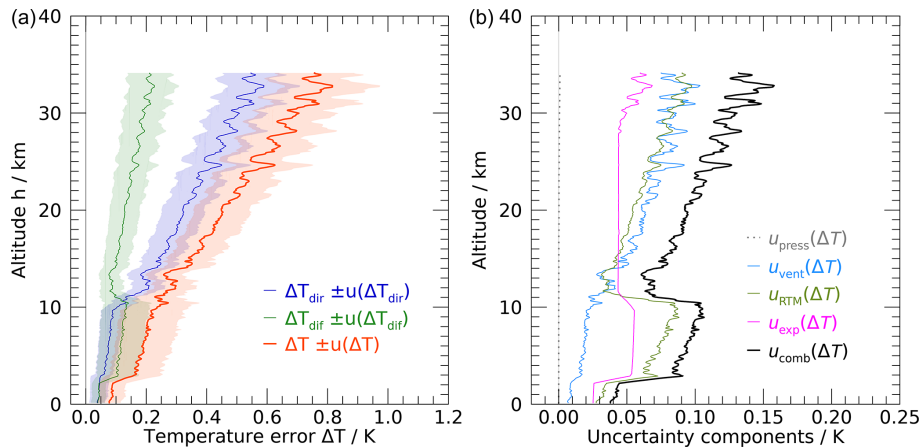 (a)
40
30
20
10
0
Altitude h / km
ΔT_dir ±u(ΔT_dir)
ΔT_dif ±u(ΔT_dif)
ΔT ±u(ΔT)
0.0 0.2 0.4 0.6 0.8 1.0 1.2
Temperature error ΔT / K
(b)
40
30
20
10
0
Altitude / km
u_press(ΔT)
u_vent(ΔT)
u_RTM(ΔT)
u_exp(ΔT)
u_comb(ΔT)
0.00 0.05 0.10 0.15 0.20 0.25
Uncertainty components / K